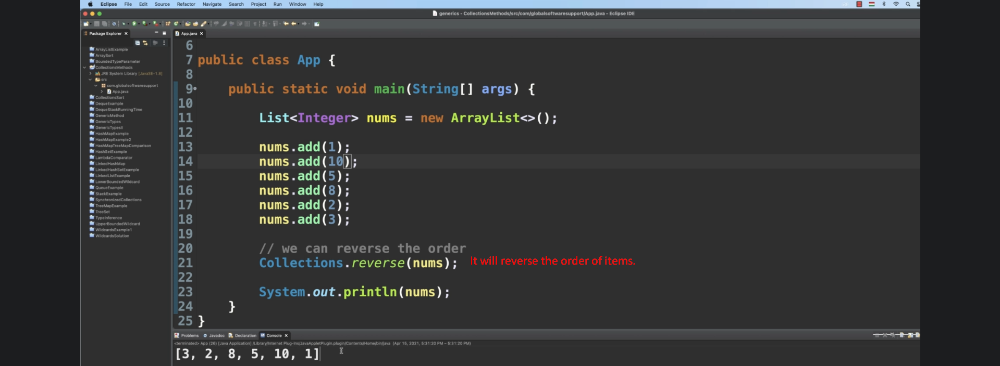 Eclipse File Edit Source Refactor Navigate Search Project Run Window Help
generics - CollectionsMethods/src/com/globalsoftwaresupport/App.java - Eclipse IDE
Package Explorer
App.java
ArrayListExample
ArraySort
BoundedTypeParameter
CollectionsMethods
JRE System Library [JavaSE-1.8]
src
com.globalsoftwaresupport
App.java
CollectionsSort
DequeExample
DequeStackRunningTime
GenericMethod
GenericTypes
GenericTypesII
HashMapExample
HashMapExample2
HashMapTreeMapComparison
HashSetExample
LambdaComparator
LinkedHashMap
LinkedHashSetExample
LinkedListExample
LowerBoundedWildcard
QueueExample
StackExample
SynchronizedCollections
TreeMapExample
TreeSet
TypeInference
UpperBoundedWildcard
WildcardsExample1
WildcardsSolution
6
7 public class App {
8
9 public static void main(String[] args) {
10
11 List<Integer> nums = new ArrayList<>();
12
13 nums.add(1);
14 nums.add(10);
15 nums.add(5);
16 nums.add(8);
17 nums.add(2);
18 nums.add(3);
19
20 // we can reverse the order
21 Collections.reverse(nums); It will reverse the order of items.
22
23 System.out.println(nums);
24 }
25 }
Problems Javadoc Declaration Console
<terminated> App (26) [Java Application] /Library/Internet Plug-Ins/JavaAppletPlugin.plugin/Contents/Home/bin/java (Apr 15, 2021, 5:31:20 PM – 5:31:20 PM)
[3, 2, 8, 5, 10, 1]